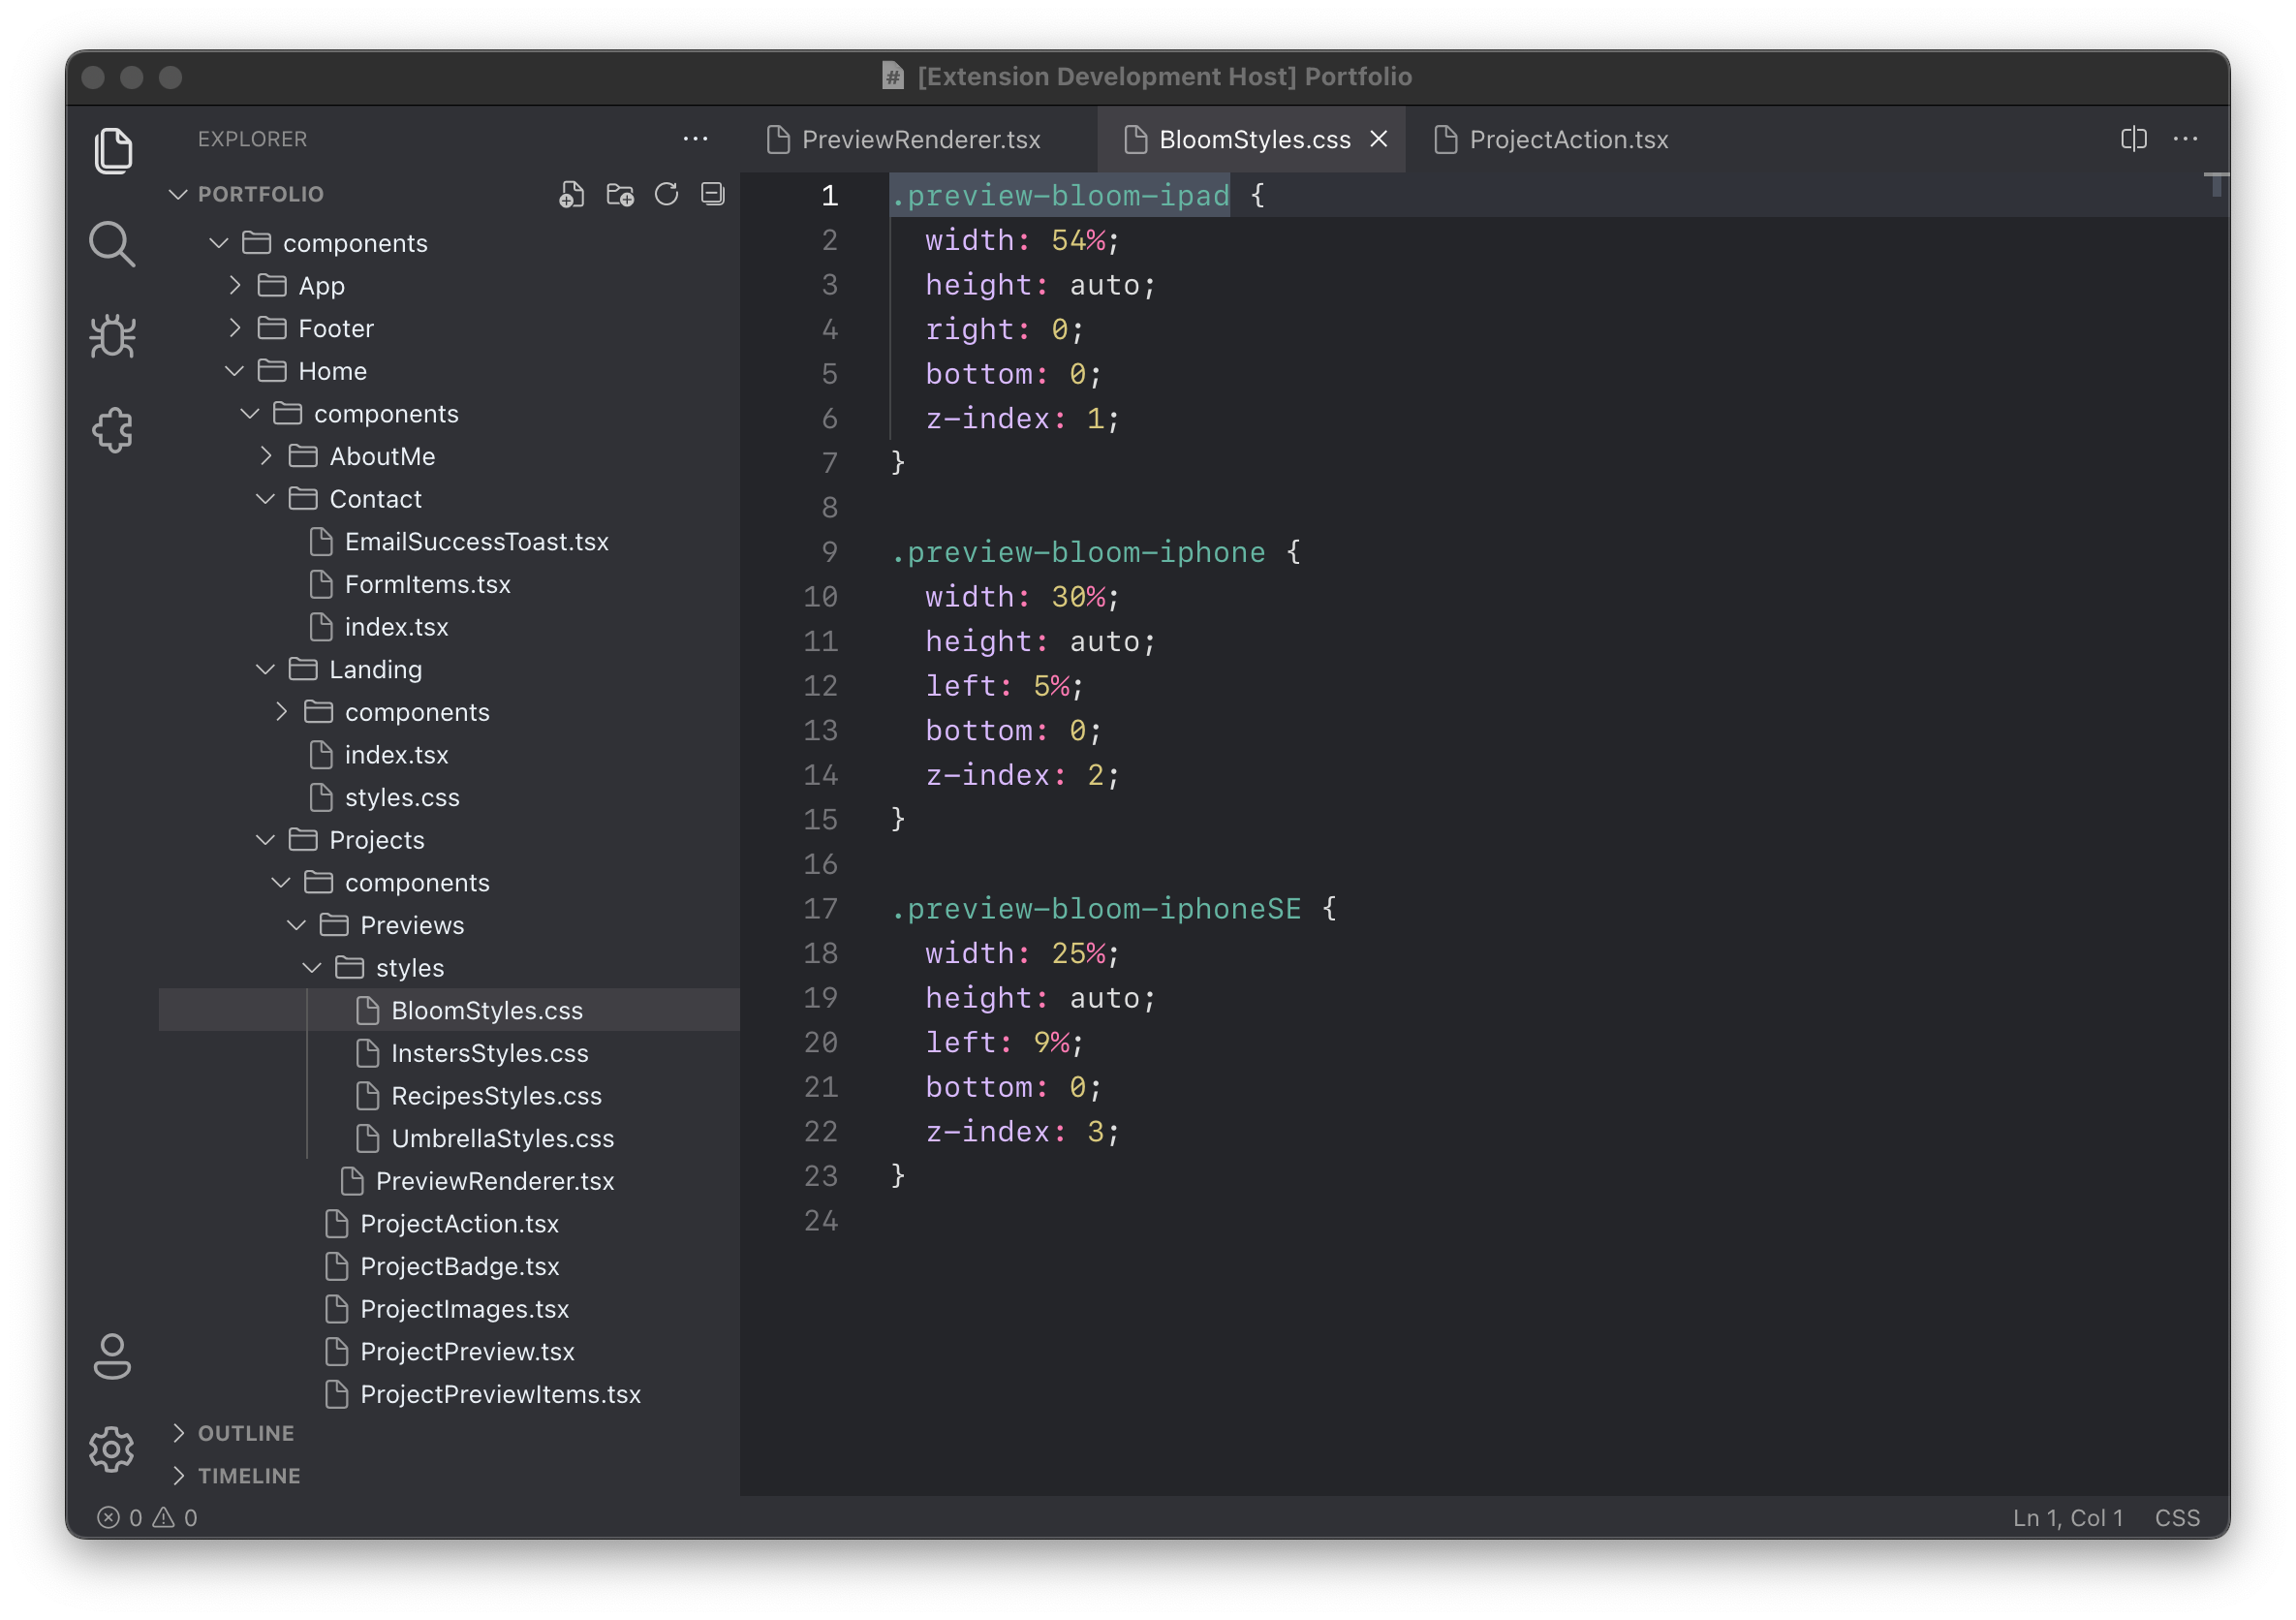 [Extension Development Host] Portfolio
EXPLORER
PORTFOLIO
components
App
Footer
Home
components
AboutMe
Contact
EmailSuccessToast.tsx
FormItems.tsx
index.tsx
Landing
components
index.tsx
styles.css
Projects
components
Previews
styles
BloomStyles.css
InstersStyles.css
RecipesStyles.css
UmbrellaStyles.css
PreviewRenderer.tsx
ProjectAction.tsx
ProjectBadge.tsx
ProjectImages.tsx
ProjectPreview.tsx
ProjectPreviewItems.tsx
OUTLINE
TIMELINE
PreviewRenderer.tsx BloomStyles.css ProjectAction.tsx
1 .preview-bloom-ipad {
2 width: 54%;
3 height: auto;
4 right: 0;
5 bottom: 0;
6 z-index: 1;
7 }
8
9 .preview-bloom-iphone {
10 width: 30%;
11 height: auto;
12 left: 5%;
13 bottom: 0;
14 z-index: 2;
15 }
16
17 .preview-bloom-iphoneSE {
18 width: 25%;
19 height: auto;
20 left: 9%;
21 bottom: 0;
22 z-index: 3;
23 }
24
0 0 Ln 1, Col 1 CSS